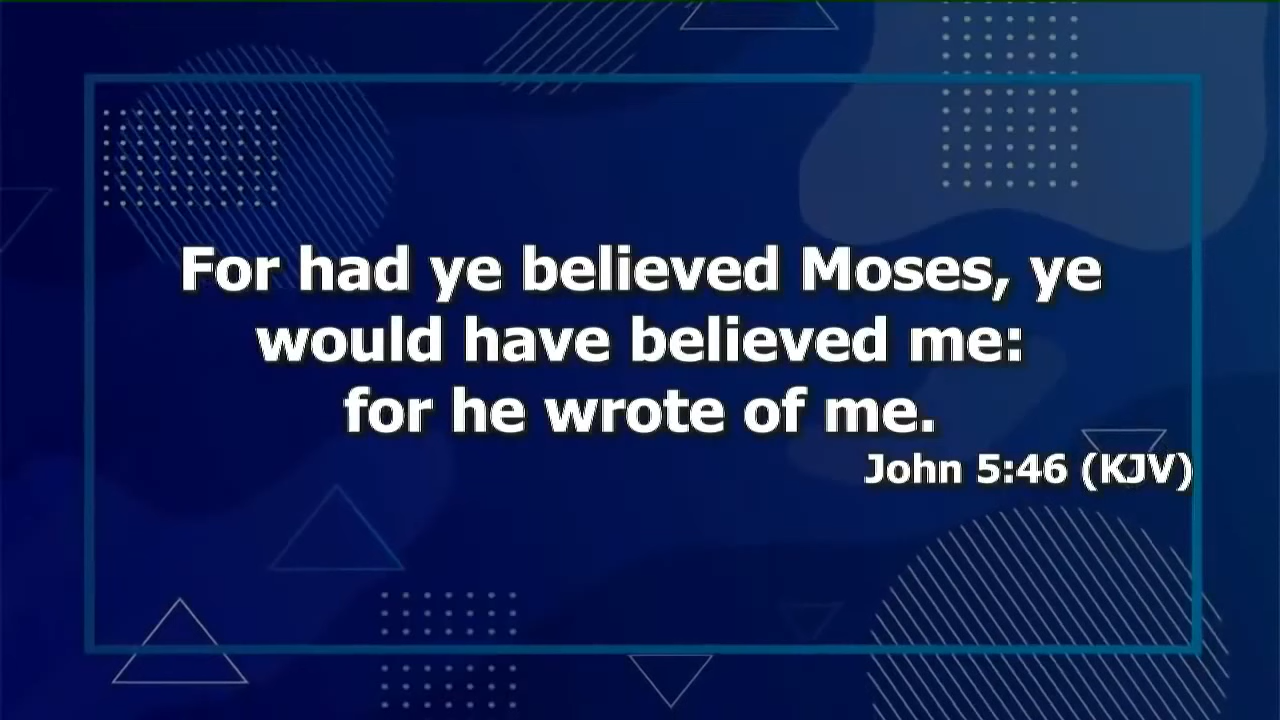 For had ye believed Moses, ye
would have believed me:
for he wrote of me.
John 5:46 (KJV)